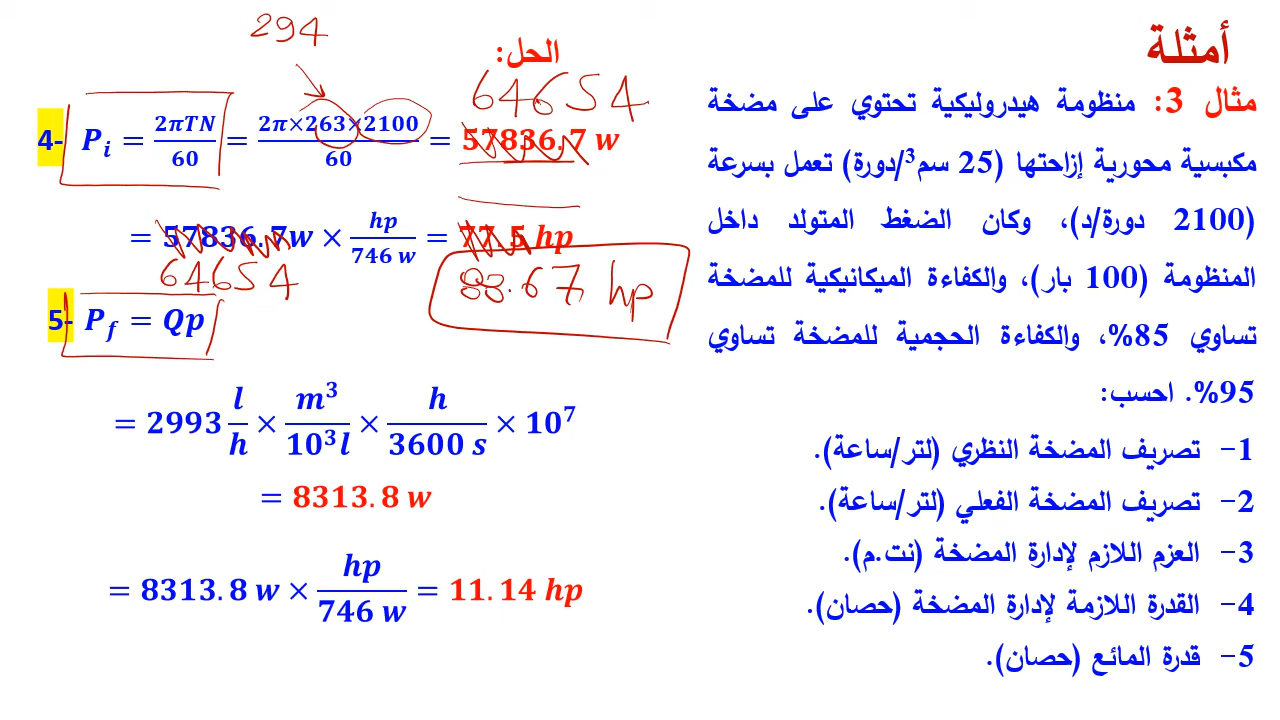 أمثلة
مثال 3: منظومة هيدروليكية تحتوي على مضخة
مكبسية محورية إزاحتها (25 سم³/دورة) تعمل بسرعة
(2100 دورة/د)، وكان الضغط المتولد داخل
المنظومة (100 بار)، والكفاءة الميكانيكية للمضخة
تساوي 85%، والكفاءة الحجمية للمضخة تساوي
95%. احسب:
1- تصريف المضخة النظري (لتر/ساعة).
2- تصريف المضخة الفعلي (لتر/ساعة).
3- العزم اللازم لإدارة المضخة (نت.م).
4- القدرة اللازمة لإدارة المضخة (حصان).
5- قدرة المائع (حصان).
الحل:
294
64654
4- P_i = 2πTN/60 = 2π×263×2100/60 = 57836.7 w
= 57836.7w × hp/746 w = 77.5 hp
64654 88.67 hp
5- P_f = Qp
= 2993 l/h × m³/10³l × h/3600 s × 10⁷
= 8313.8 w
= 8313.8 w × hp/746 w = 11.14 hp